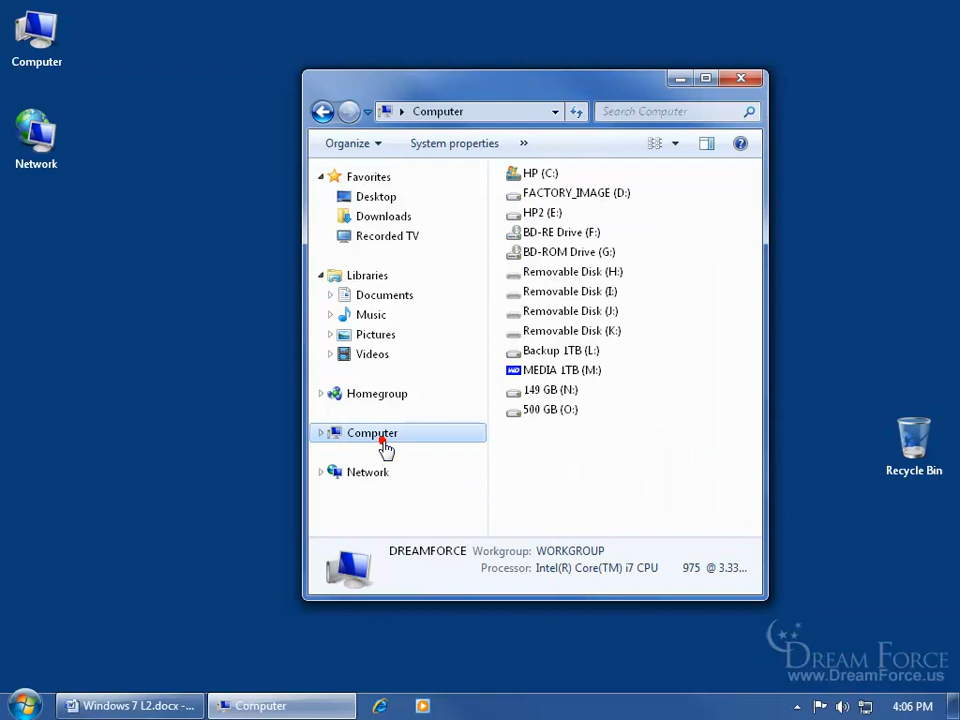 Computer
Network
Computer
Search Computer
Organize
System properties
»
Favorites
Desktop
Downloads
Recorded TV
Libraries
Documents
Music
Pictures
Videos
Homegroup
Computer
Network
HP (C:)
FACTORY_IMAGE (D:)
HP2 (E:)
BD-RE Drive (F:)
BD-ROM Drive (G:)
Removable Disk (H:)
Removable Disk (I:)
Removable Disk (J:)
Removable Disk (K:)
Backup 1TB (L:)
WD MEDIA 1TB (M:)
149 GB (N:)
500 GB (O:)
DREAMFORCE Workgroup: WORKGROUP
Processor: Intel(R) Core(TM) i7 CPU 975 @ 3.33...
Recycle Bin
DREAM FORCE
www.DreamForce.us
Windows 7 L2.docx -...
Computer
4:06 PM